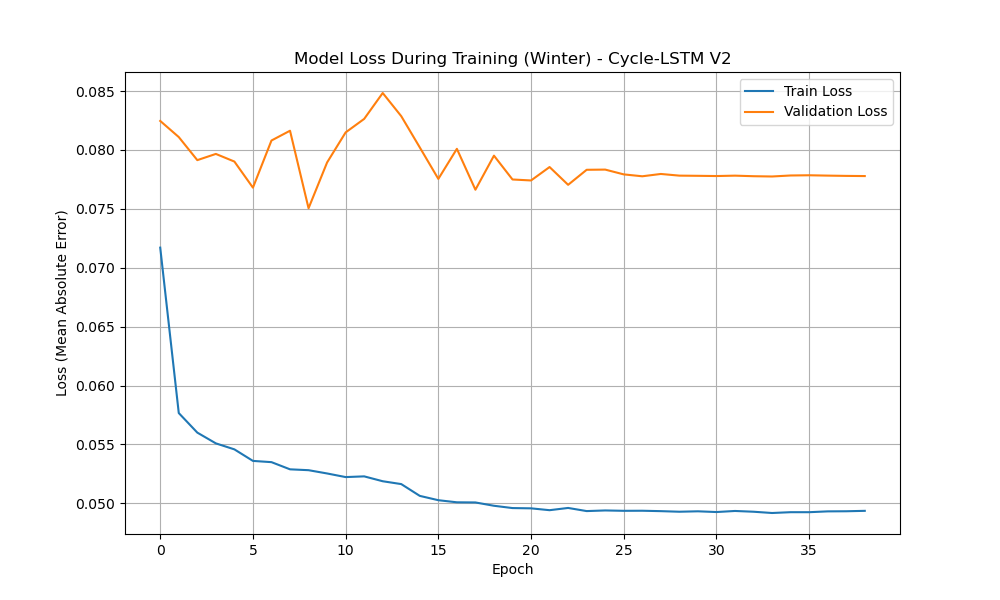 Model Loss During Training (Winter) - Cycle-LSTM V2
Train Loss
Validation Loss
0.085
0.080
0.075
0.070
0.065
0.060
0.055
0.050
Loss (Mean Absolute Error)
0 5 10 15 20 25 30 35
Epoch